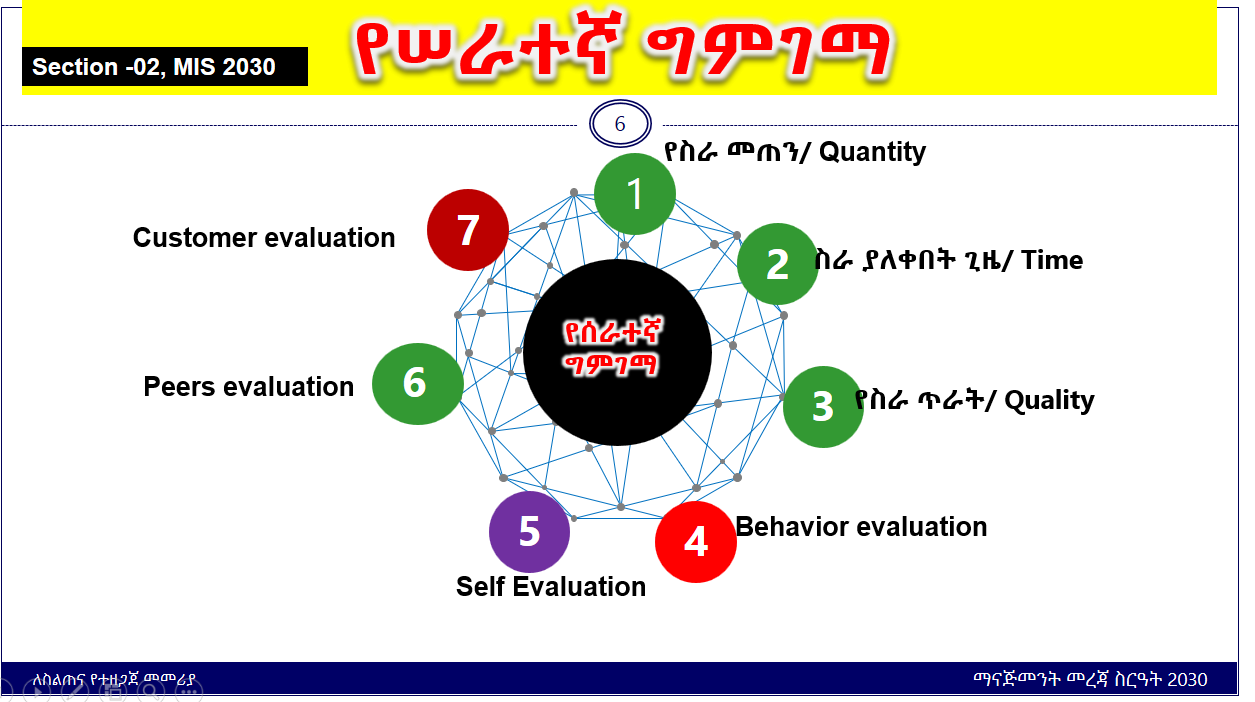 የሠራተኛ ግምገማ
Section -02, MIS 2030
6
1
የስራ መጠን/ Quantity
2
ስራ ያለቀበት ጊዜ/ Time
3
የስራ ጥራት/ Quality
4
Behavior evaluation
5
Self Evaluation
6
Peers evaluation
7
Customer evaluation
የሰራተኛ
ግምገማ
ለስልጠና የተዘጋጀ መመሪያ
ማናጅመንት መረጃ ስርዓት 2030